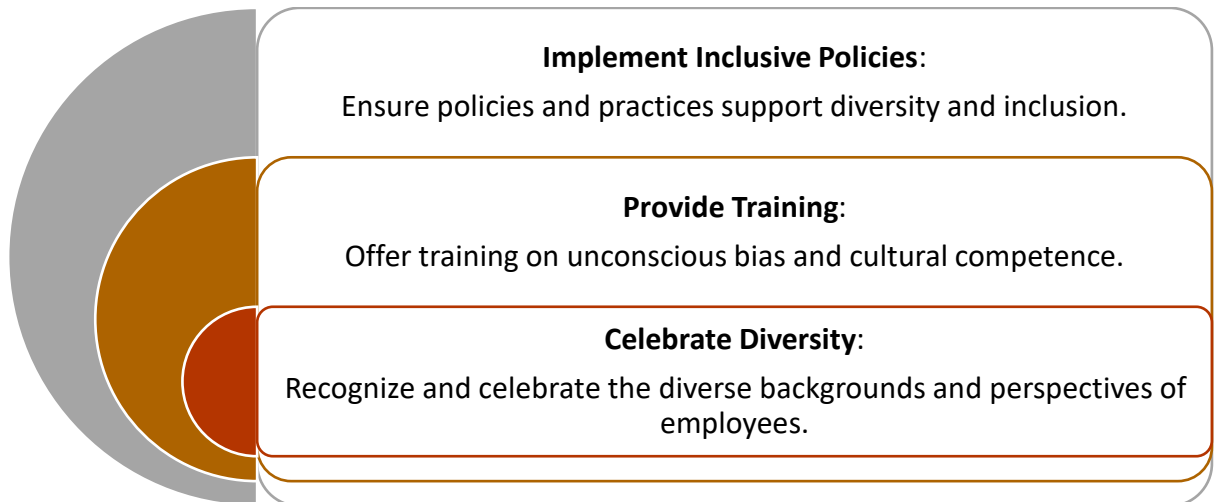 Implement Inclusive Policies:
Ensure policies and practices support diversity and inclusion.
Provide Training:
Offer training on unconscious bias and cultural competence.
Celebrate Diversity:
Recognize and celebrate the diverse backgrounds and perspectives of
employees.